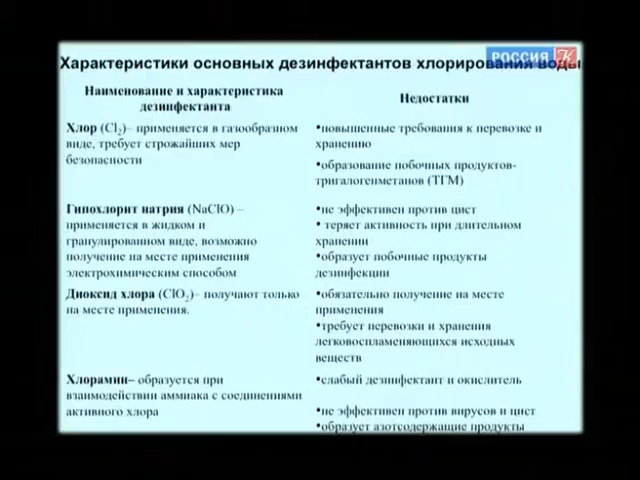 РОССИЯ К
Характеристики основных дезинфектантов хлорирования воды
Наименование и характеристика
дезинфектанта
Недостатки
Хлор (Cl2)– применяется в газообразном
виде, требует строжайших мер
безопасности
•повышенные требования к перевозке и
хранению
•образование побочных продуктов-
тригалогенметанов (ТГМ)
Гипохлорит натрия (NaClO) –
применяется в жидком и
гранулированном виде, возможно
получение на месте применения
электрохимическим способом
•не эффективен против цист
• теряет активность при длительном
хранении
•образует побочные продукты
дезинфекции
Диоксид хлора (ClO2)– получают только
на месте применения.
•обязательно получение на месте
применения
•требует перевозки и хранения
легковоспламеняющихся исходных
веществ
Хлорамин– образуется при
взаимодействии аммиака с соединениями
активного хлора
•слабый дезинфектант и окислитель
•не эффективен против вирусов и цист
•образует азотсодержащие продукты